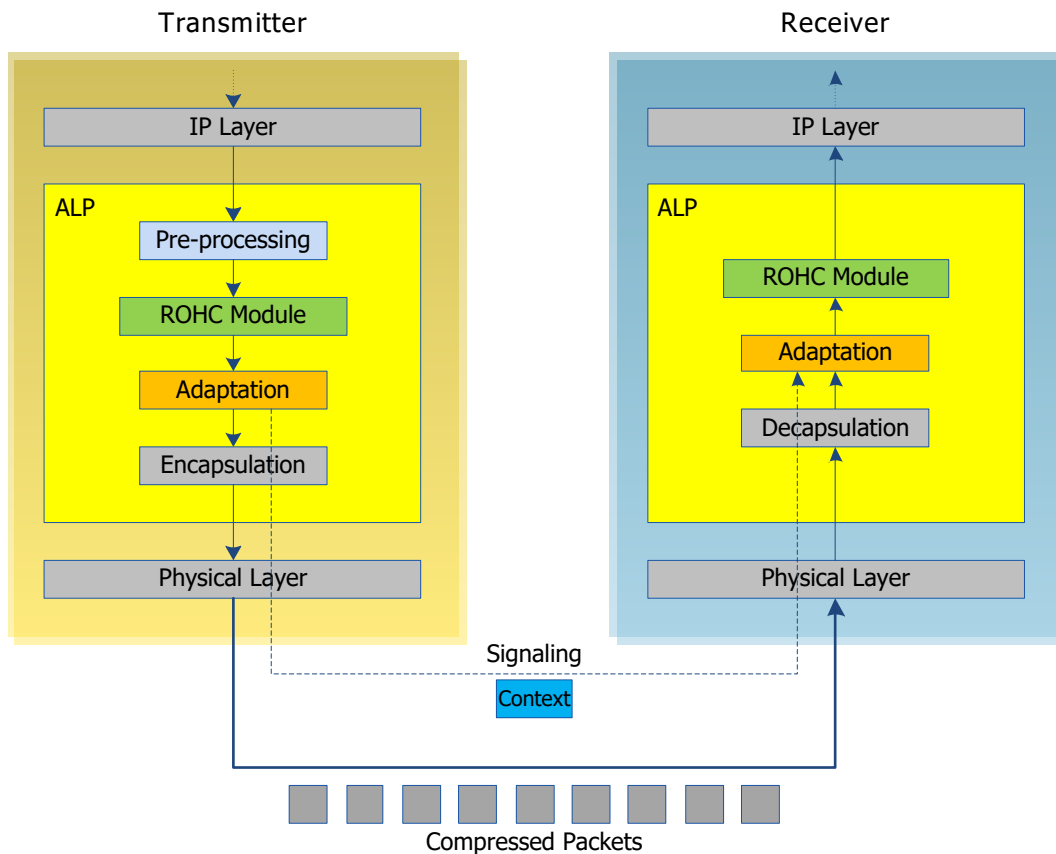 Transmitter
Receiver
IP Layer
IP Layer
ALP
ALP
Pre-processing
ROHC Module
ROHC Module
Adaptation
Adaptation
Encapsulation
Decapsulation
Physical Layer
Physical Layer
Signaling
Context
Compressed Packets